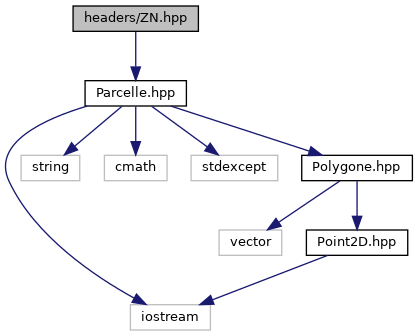 headers/ZN.hpp
Parcelle.hpp
string
cmath
stdexcept
Polygone.hpp
vector
Point2D.hpp
iostream